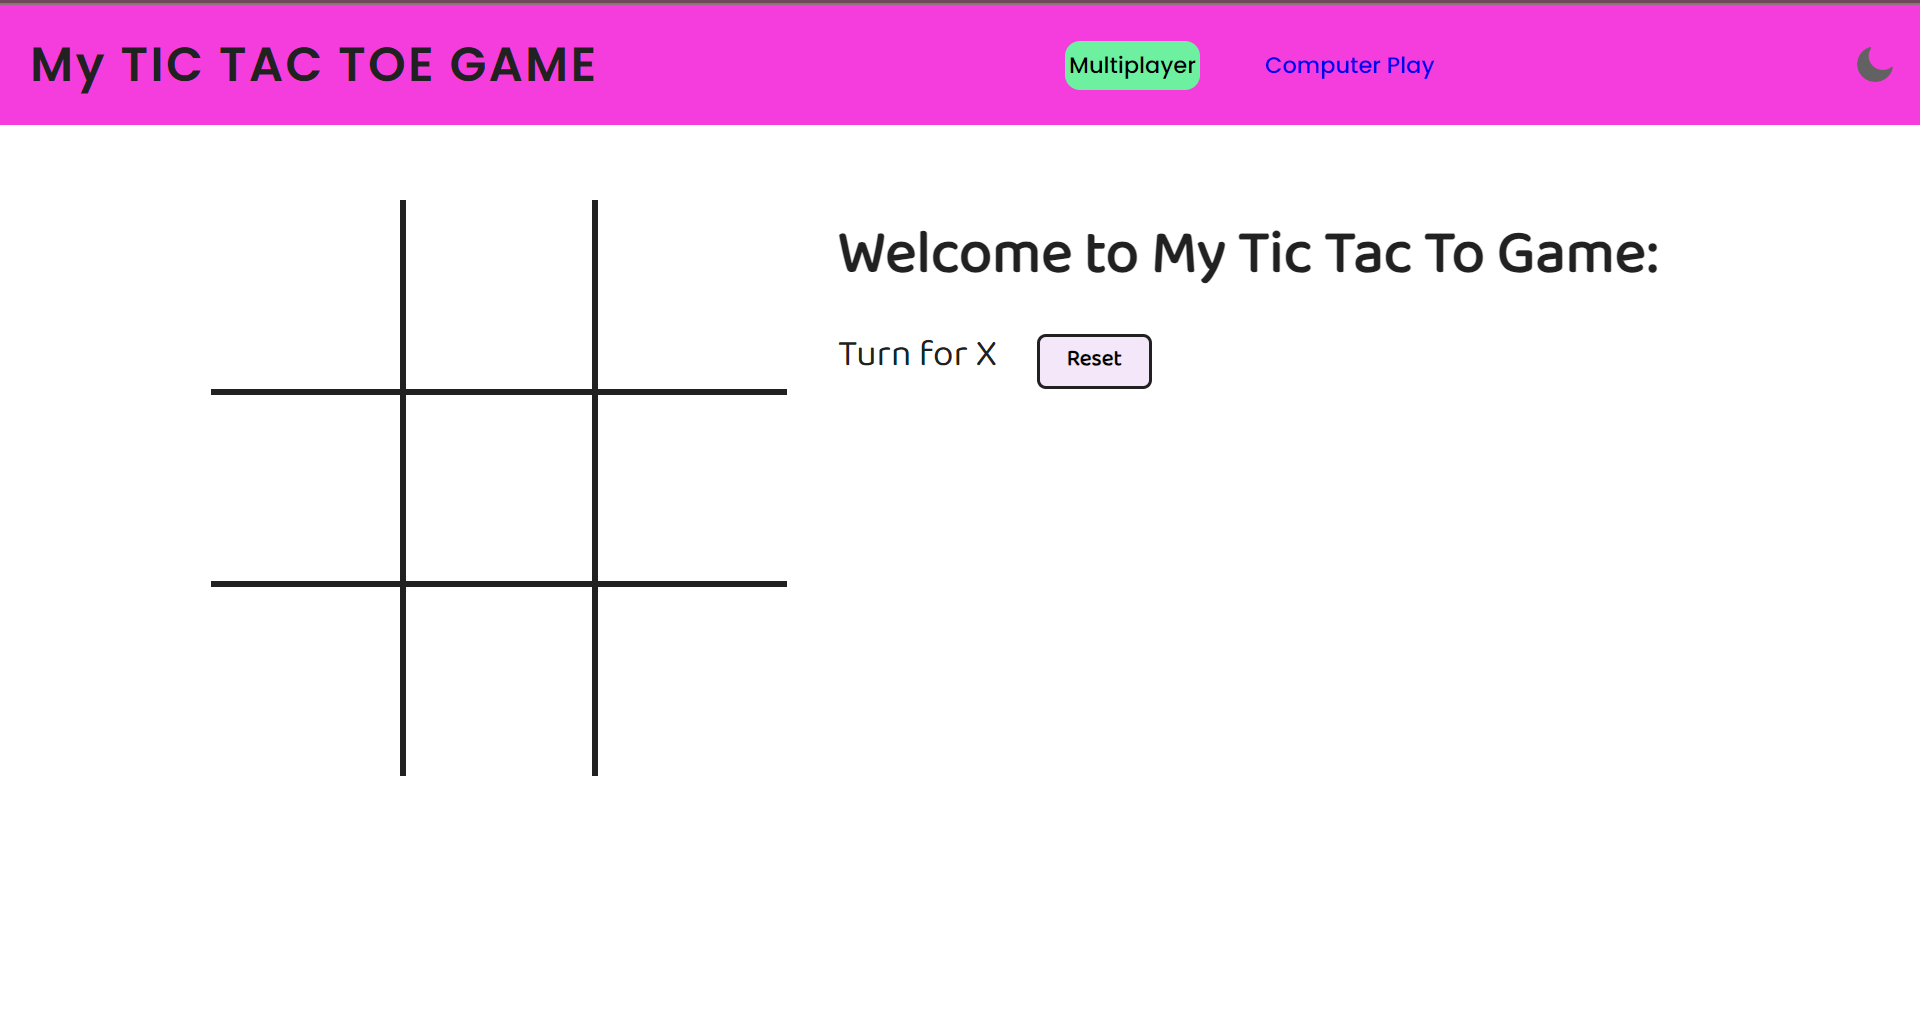 My TIC TAC TOE GAME
Multiplayer
Computer Play
Welcome to My Tic Tac To Game:
Turn for X
Reset